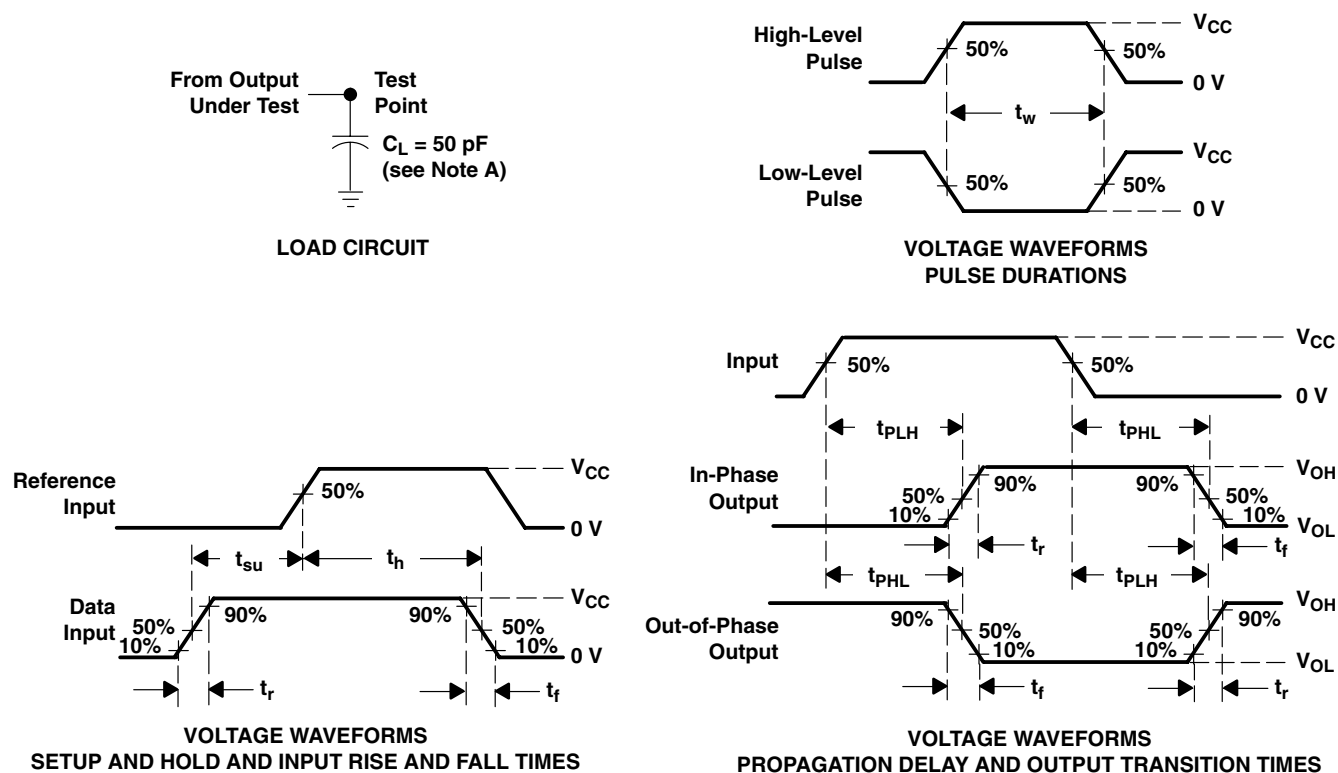 From Output
Under Test
Test
Point
C_L = 50 pF
(see Note A)
LOAD CIRCUIT
High-Level
Pulse
50%
50%
V_CC
0 V
t_w
Low-Level
Pulse
50%
50%
V_CC
0 V
VOLTAGE WAVEFORMS
PULSE DURATIONS
Reference
Input
50%
V_CC
0 V
t_su
t_h
Data
Input
50%
10%
90%
90%
50%
10%
V_CC
0 V
t_r
t_f
VOLTAGE WAVEFORMS
SETUP AND HOLD AND INPUT RISE AND FALL TIMES
Input
50%
50%
V_CC
0 V
t_PLH
t_PHL
In-Phase
Output
50%
10%
90%
90%
50%
10%
V_OH
V_OL
t_r
t_f
t_PHL
t_PLH
Out-of-Phase
Output
90%
50%
10%
50%
10%
90%
V_OH
V_OL
t_f
t_r
VOLTAGE WAVEFORMS
PROPAGATION DELAY AND OUTPUT TRANSITION TIMES